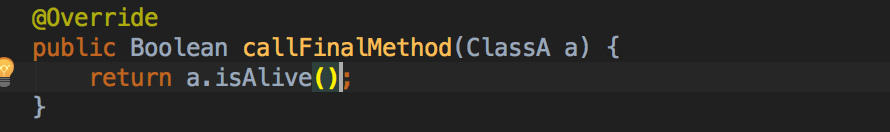 @Override
public Boolean callFinalMethod(ClassA a) {
return a.isAlive();
}